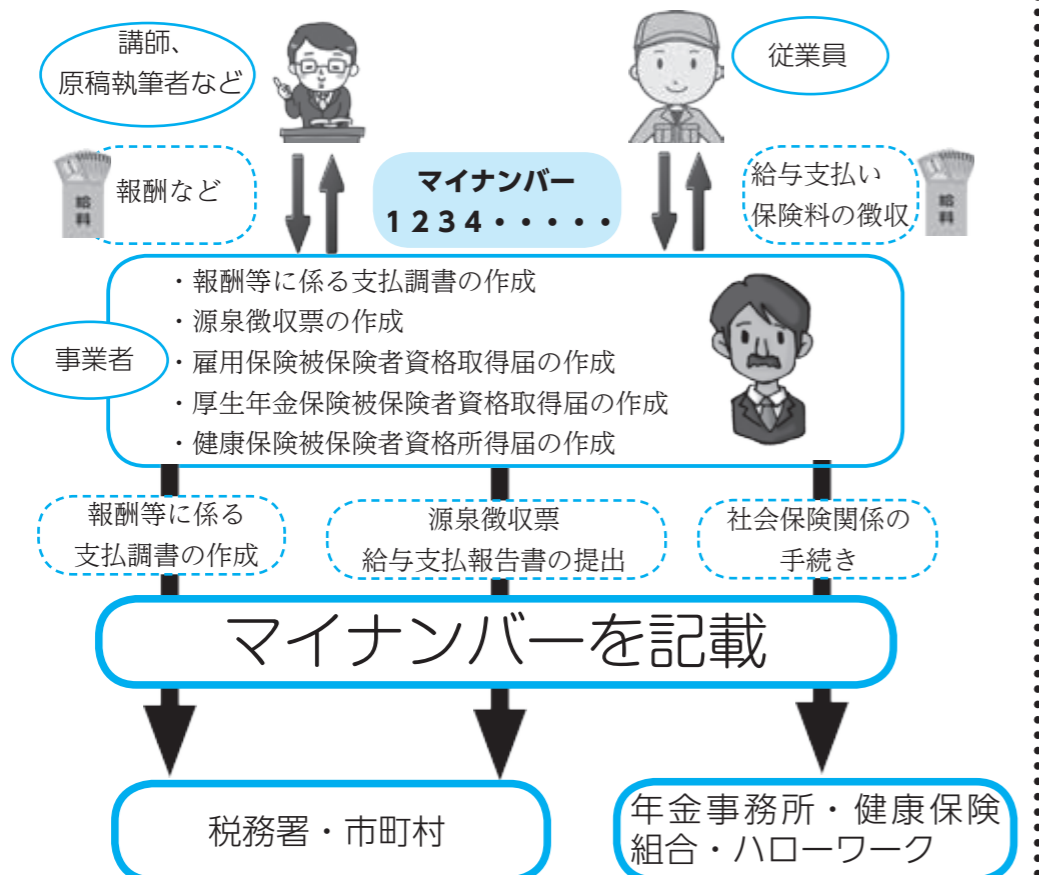 講師、
原稿執筆者など
従業員
給料
報酬など
マイナンバー
1234・・・・・
給与支払い
保険料の徴収
給料
事業者
・報酬等に係る支払調書の作成
・源泉徴収票の作成
・雇用保険被保険者資格取得届の作成
・厚生年金保険被保険者資格取得届の作成
・健康保険被保険者資格所得届の作成
報酬等に係る
支払調書の作成
源泉徴収票
給与支払報告書の提出
社会保険関係の
手続き
マイナンバーを記載
税務署・市町村
年金事務所・健康保険
組合・ハローワーク